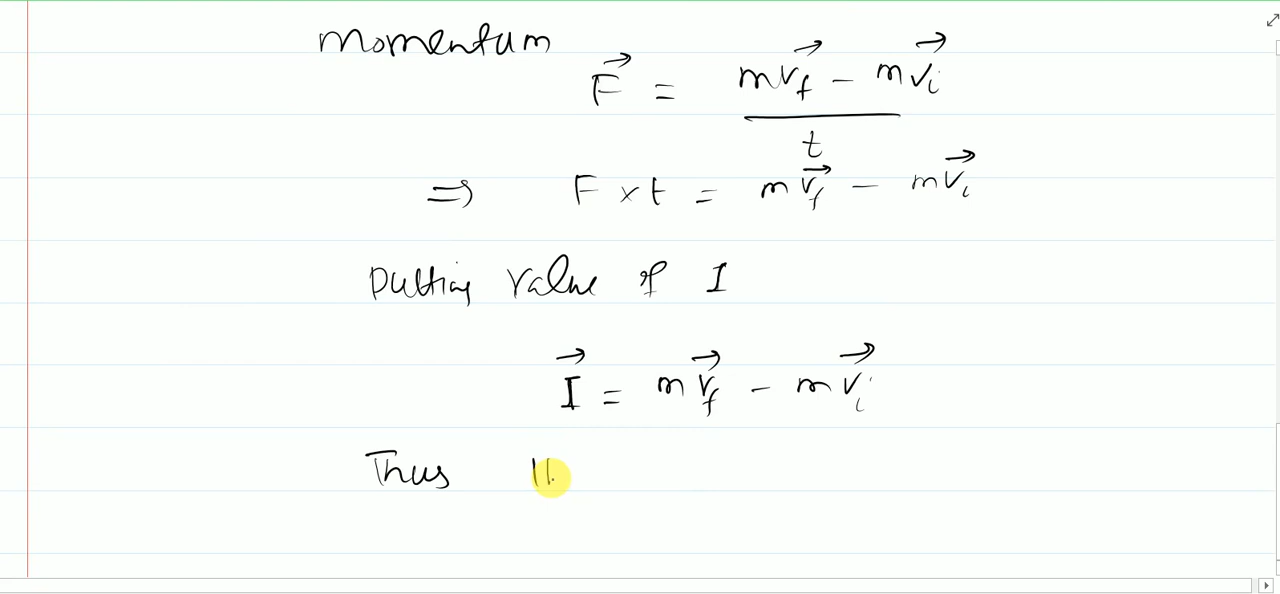 momentum
F⃗ = (mv⃗f − mv⃗i) / t
⇒ F × t = mv⃗f − mv⃗i
Putting value of I
I⃗ = mv⃗f − mv⃗i
Thus